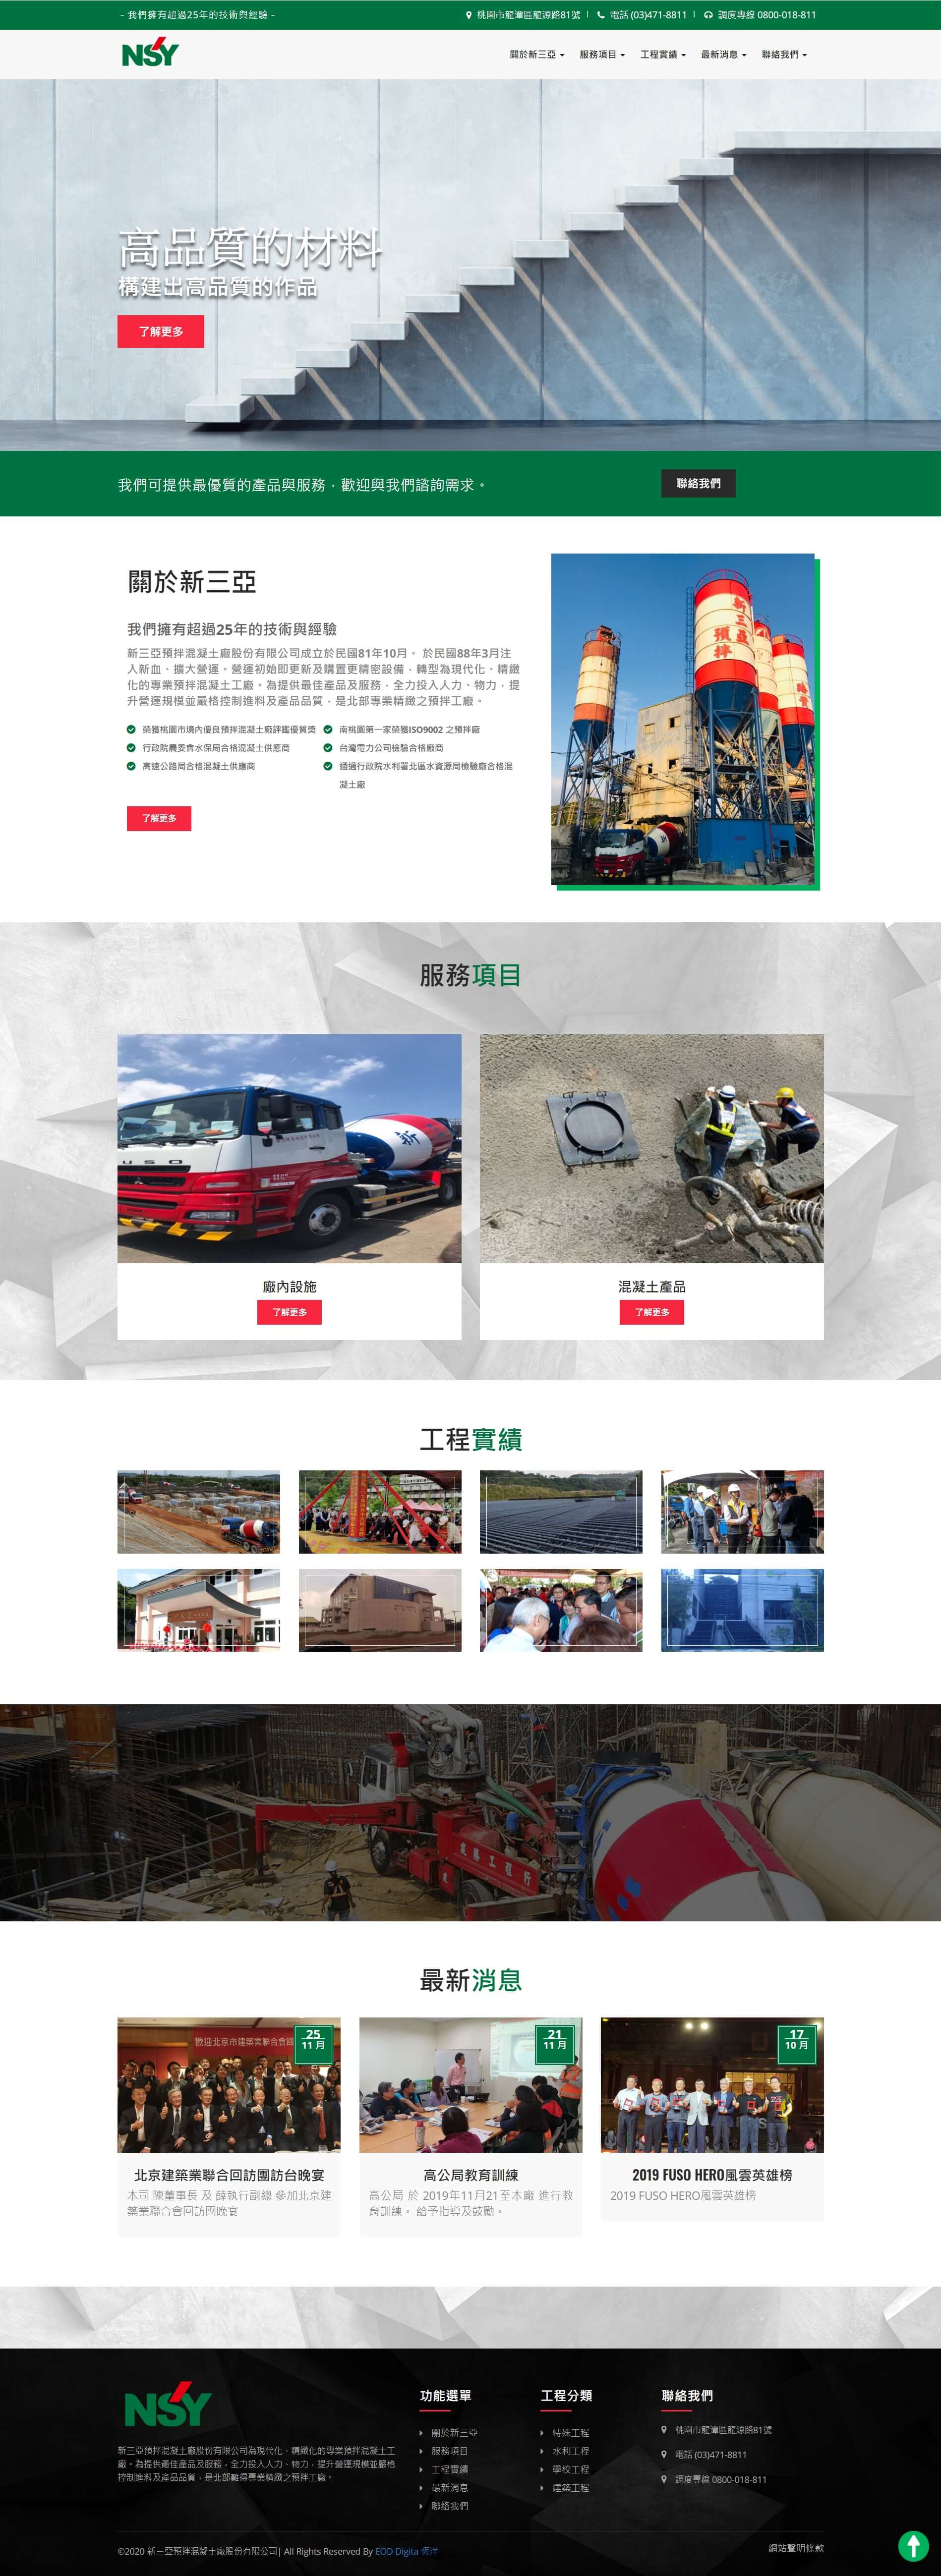 - 我們擁有超過25年的技術與經驗 -
桃園市龍潭區龍源路81號 | 電話 (03)471-8811 | 調度專線 0800-018-811
NSY
關於新三亞 服務項目 工程實績 最新消息 聯絡我們
高品質的材料
構建出高品質的作品
了解更多
我們可提供最優質的產品與服務，歡迎與我們諮詢需求。
聯絡我們
關於新三亞
我們擁有超過25年的技術與經驗
新三亞預拌混凝土廠股份有限公司成立於民國81年10月。 於民國88年3月注
入新血、擴大營運。營運初始即更新及購置更精密設備，轉型為現代化、精緻
化的專業預拌混凝土工廠。為提供最佳產品及服務，全力投入人力、物力，提
升營運規模並嚴格控制進料及產品品質，是北部專業精緻之預拌工廠。
榮獲桃園市境內優良預拌混凝土廠評鑑優質獎
南桃園第一家榮獲ISO9002 之預拌廠
行政院農委會水保局合格混凝土供應商
台灣電力公司檢驗合格廠商
高速公路局合格混凝土供應商
通過行政院水利署北區水資源局檢驗廠合格混
凝土廠
了解更多
新三亞
預拌
服務項目
新
廠內設施
了解更多
混凝土產品
了解更多
工程實績
工程行
最新消息
歡迎北京市建築業聯合會
25
11 月
21
11 月
17
10 月
北京建築業聯合回訪團訪台晚宴
本司 陳董事長 及 薛執行副總 參加北京建
築業聯合會回訪團晚宴
高公局教育訓練
高公局 於 2019年11月21至本廠 進行教
育訓練。 給予指導及鼓勵。
2019 FUSO HERO風雲英雄榜
2019 FUSO HERO風雲英雄榜
NSY
新三亞預拌混凝土廠股份有限公司為現代化、精緻化的專業預拌混凝土工
廠。為提供最佳產品及服務，全力投入人力、物力，提升營運規模並嚴格
控制進料及產品品質，是北部難得專業精緻之預拌工廠。
功能選單
關於新三亞
服務項目
工程實績
最新消息
聯絡我們
工程分類
特殊工程
水利工程
學校工程
建築工程
聯絡我們
桃園市龍潭區龍源路81號
電話 (03)471-8811
調度專線 0800-018-811
©2020 新三亞預拌混凝土廠股份有限公司| All Rights Reserved By EOD Digita 恆洋
網站聲明條款